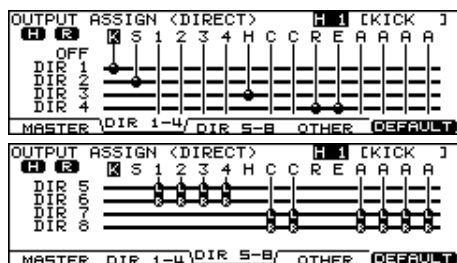 OUTPUT ASSIGN <DIRECT> H 1 [KICK ]
H R K S 1 2 3 4 H C C R E A A A A
OFF
DIR 1
DIR 2
DIR 3
DIR 4
MASTER DIR 1-4 DIR 5-8 OTHER DEFAULT
OUTPUT ASSIGN <DIRECT> H 1 [KICK ]
H R K S 1 2 3 4 H C C R E A A A A
DIR 5
DIR 6
DIR 7
DIR 8
MASTER DIR 1-4 DIR 5-8 OTHER DEFAULT